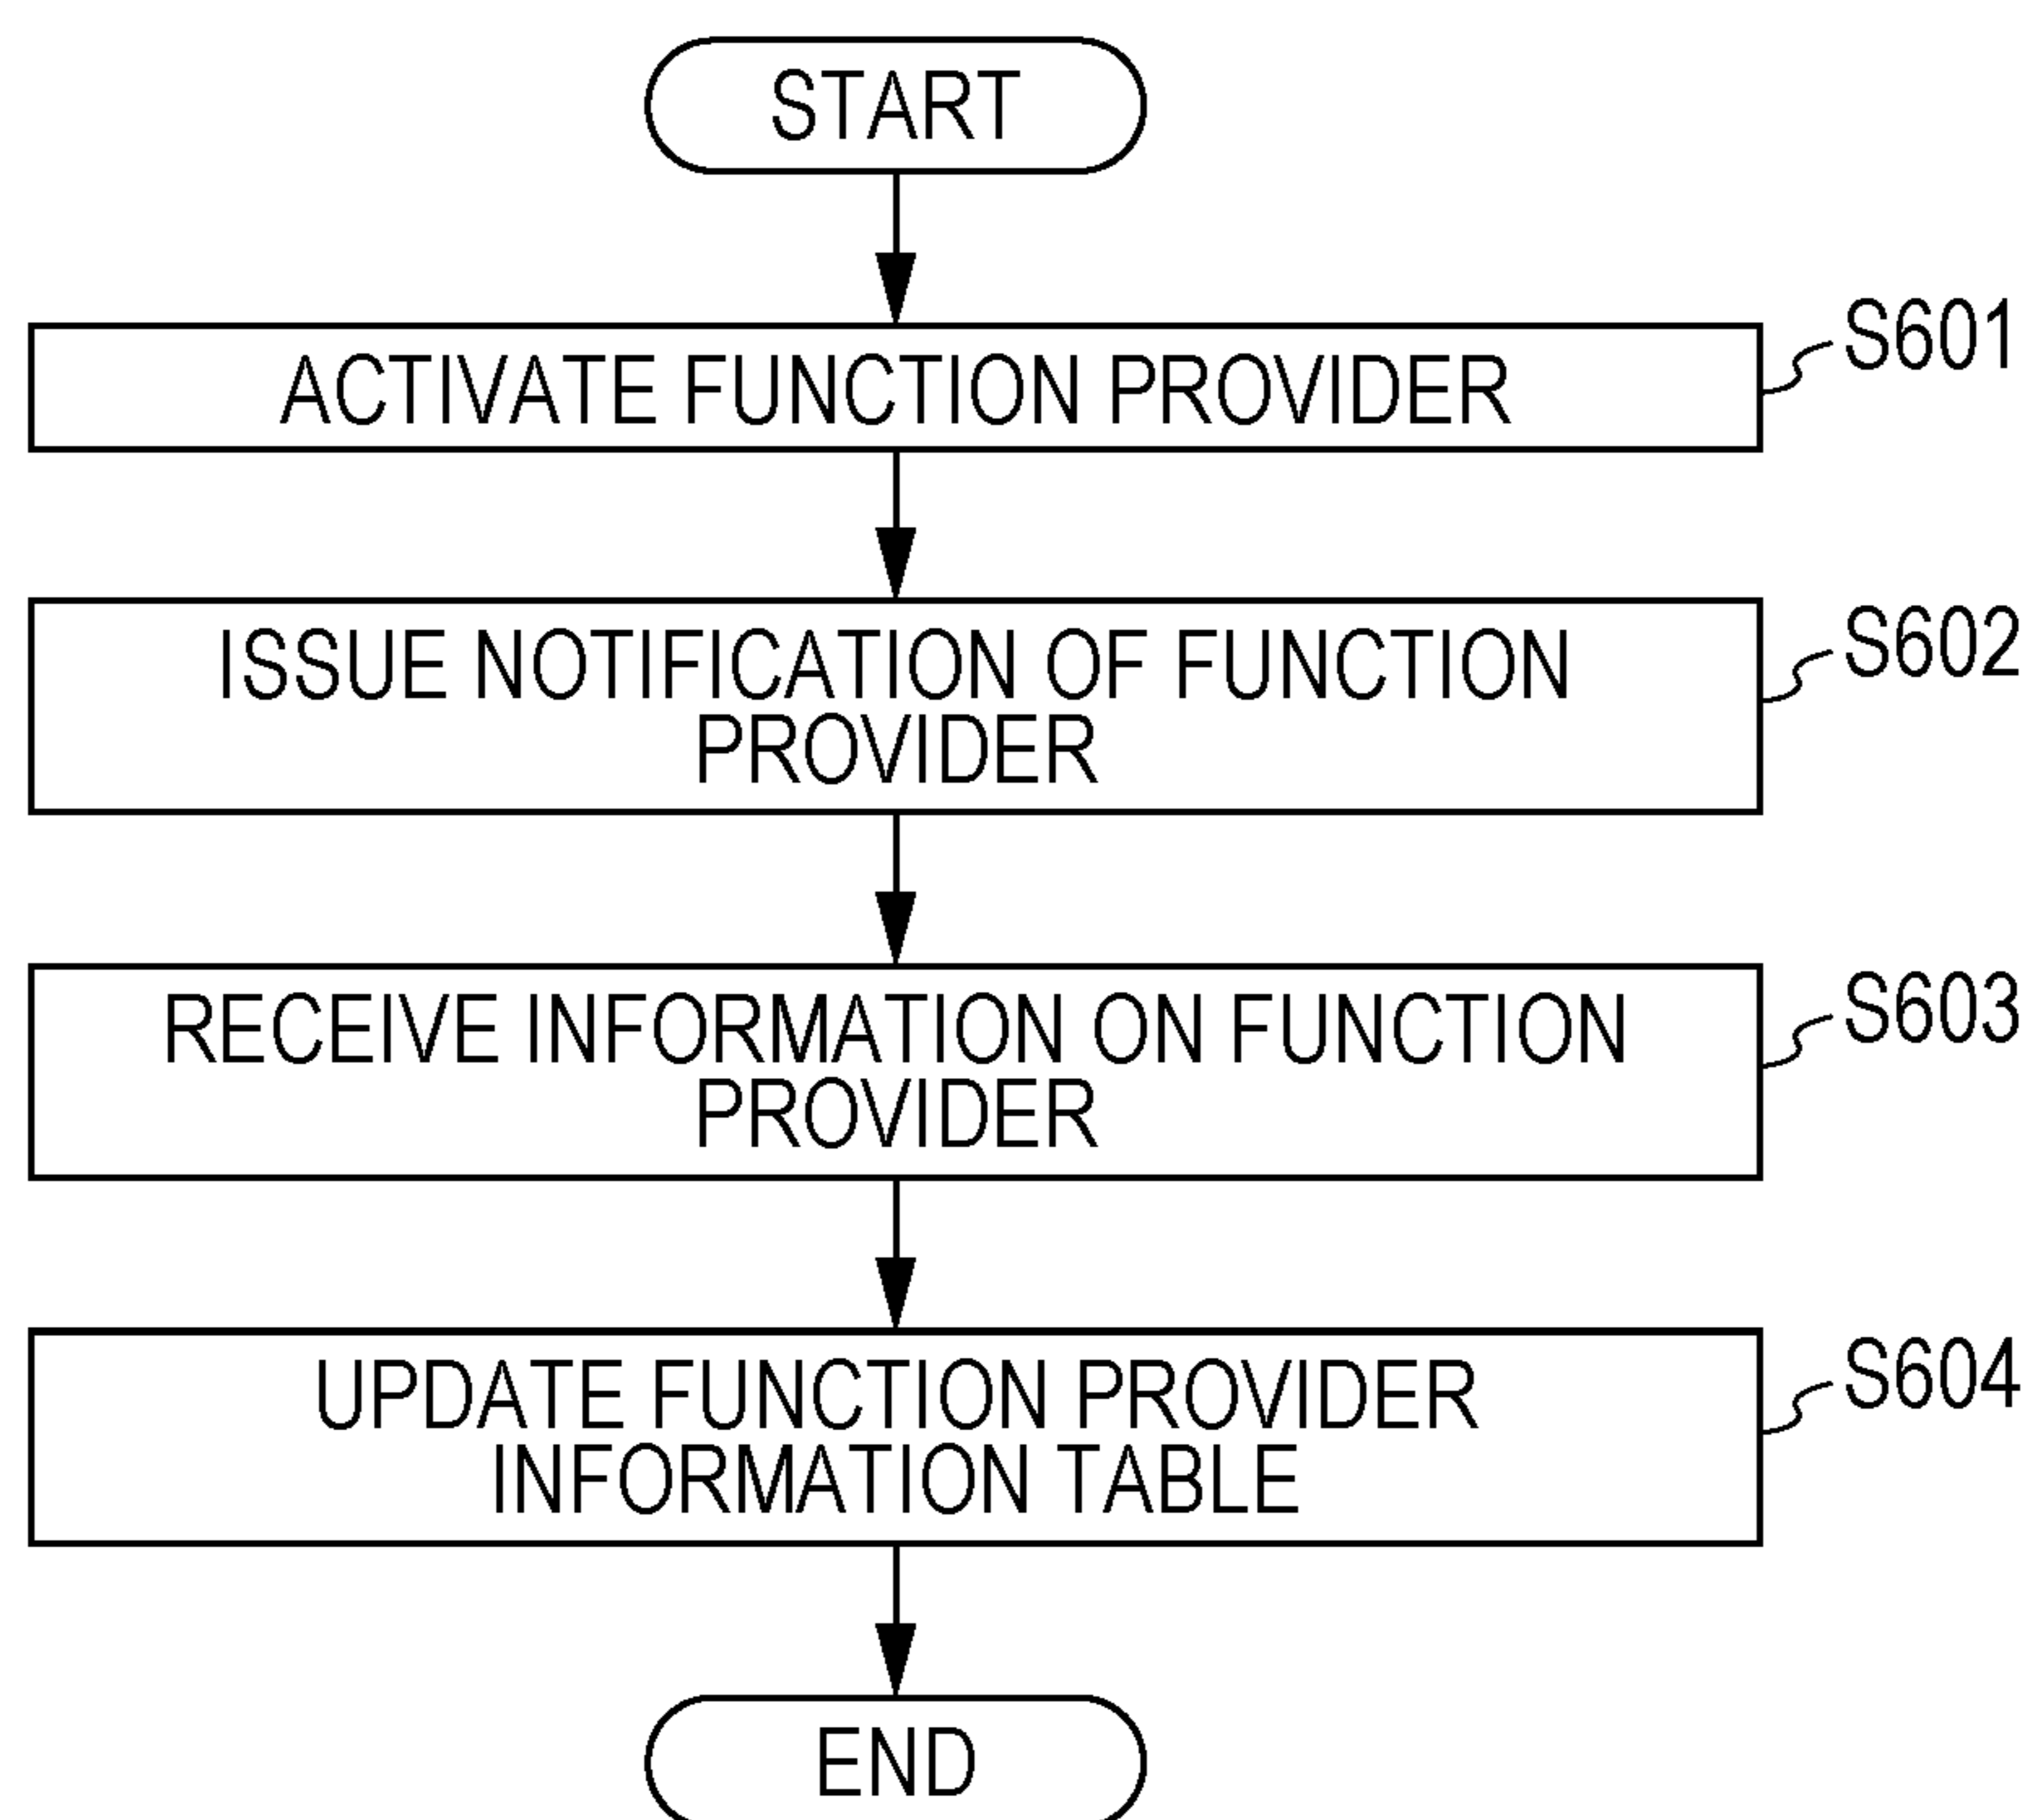 START
ACTIVATE FUNCTION PROVIDER
S601
ISSUE NOTIFICATION OF FUNCTION
PROVIDER
S602
RECEIVE INFORMATION ON FUNCTION
PROVIDER
S603
UPDATE FUNCTION PROVIDER
INFORMATION TABLE
S604
END